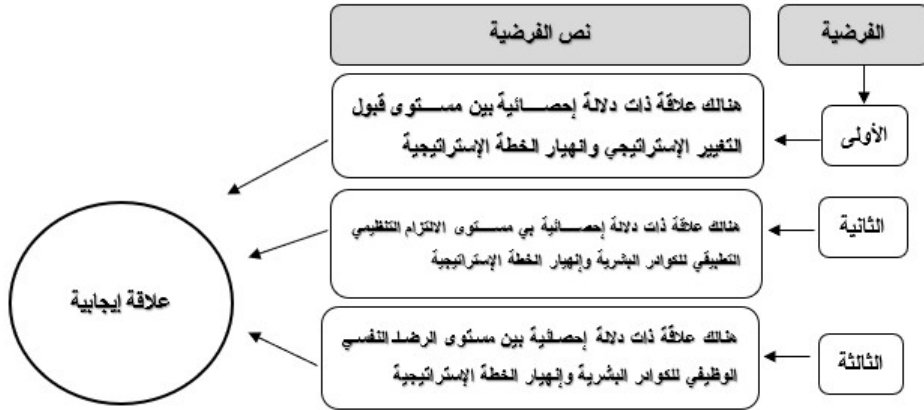 الفرضية
نص الفرضية
الأولى
هنالك علاقة ذات دلالة إحصائية بين مستوى قبول
التغيير الإستراتيجي وانهيار الخطة الإستراتيجية
الثانية
هنالك علاقة ذات دلالة إحصائية بي مستوى الالتزام التنظيمي
التطبيقي للكوادر البشرية وإنهيار الخطة الإستراتيجية
الثالثة
هنالك علاقة ذات دلالة إحصائية بين مستوى الرضا النفسي
الوظيفي للكوادر البشرية وإنهيار الخطة الإستراتيجية
علاقة إيجابية